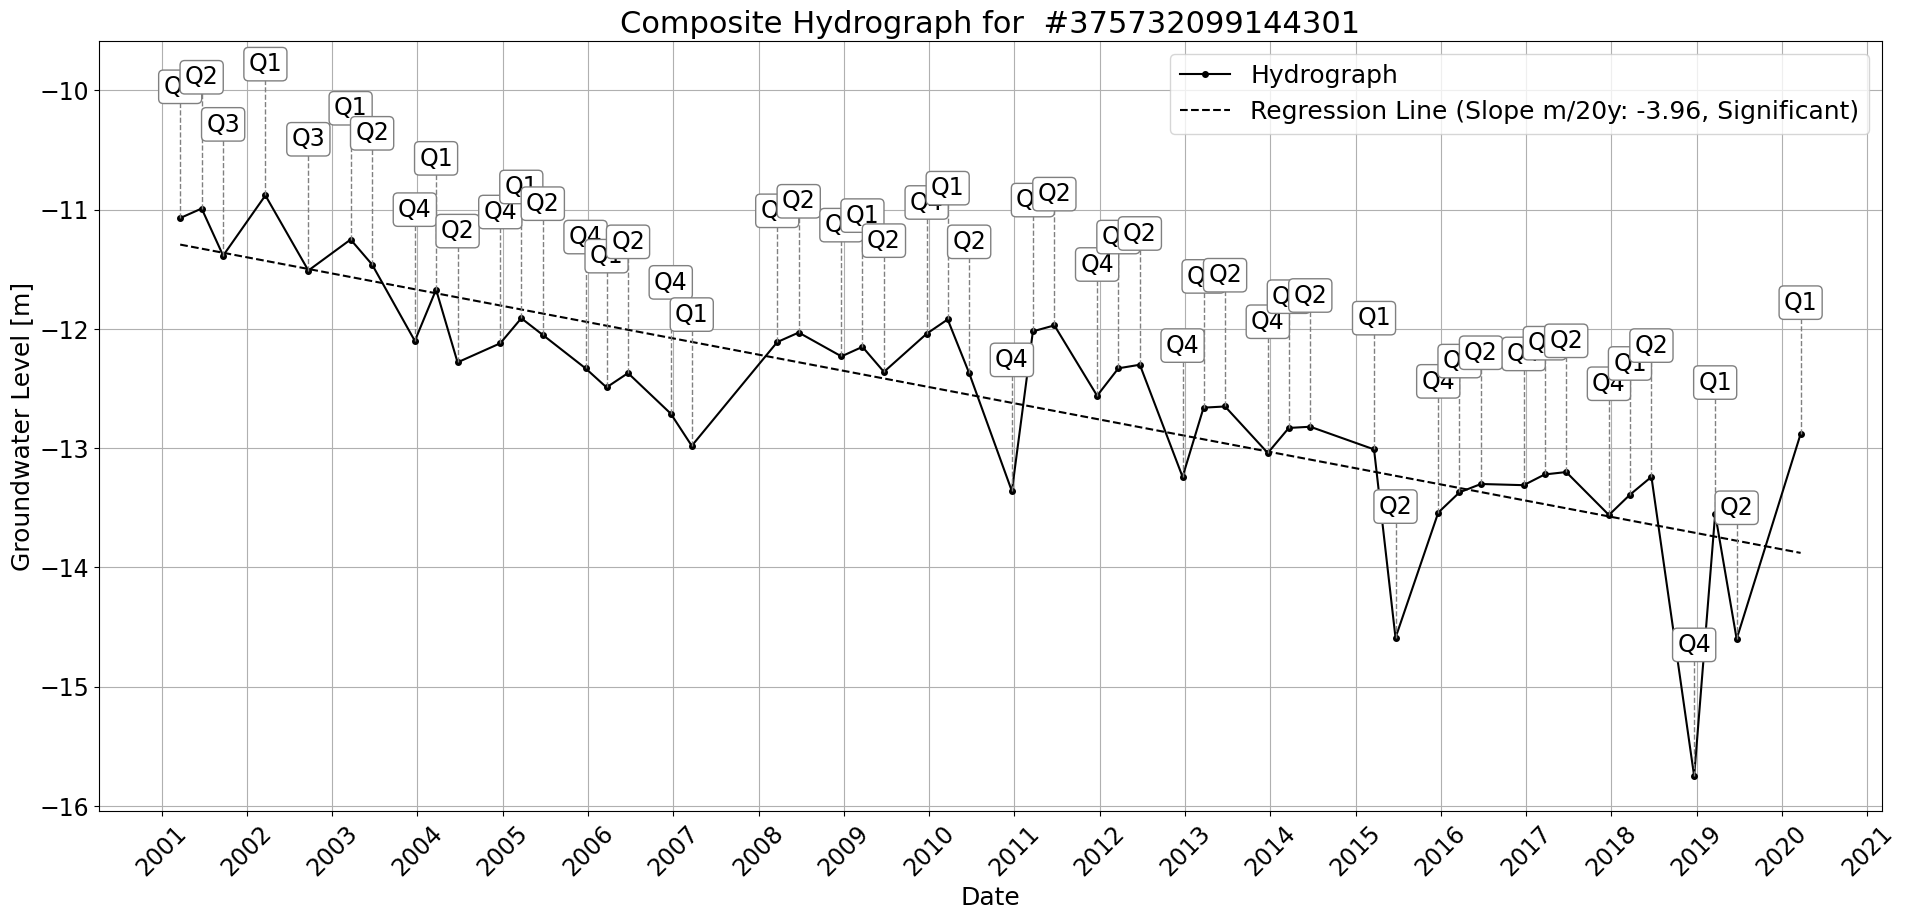 Composite Hydrograph for  #375732099144301
Hydrograph
Regression Line (Slope m/20y: -3.96, Significant)
Groundwater Level [m]
−10
−11
−12
−13
−14
−15
−16
Q2
Q3
Q1
Q3
Q1
Q2
Q4
Q1
Q2
Q4
Q1
Q2
Q4
Q1
Q2
Q4
Q1
Q2
Q1
Q2
Q4
Q1
Q2
Q4
Q2
Q4
Q2
Q4
Q2
Q4
Q2
Q1
Q2
Q4
Q2
Q2
Q4
Q1
Q2
Q4
Q1
Q2
Q1
2001
2002
2003
2004
2005
2006
2007
2008
2009
2010
2011
2012
2013
2014
2015
2016
2017
2018
2019
2020
2021
Date